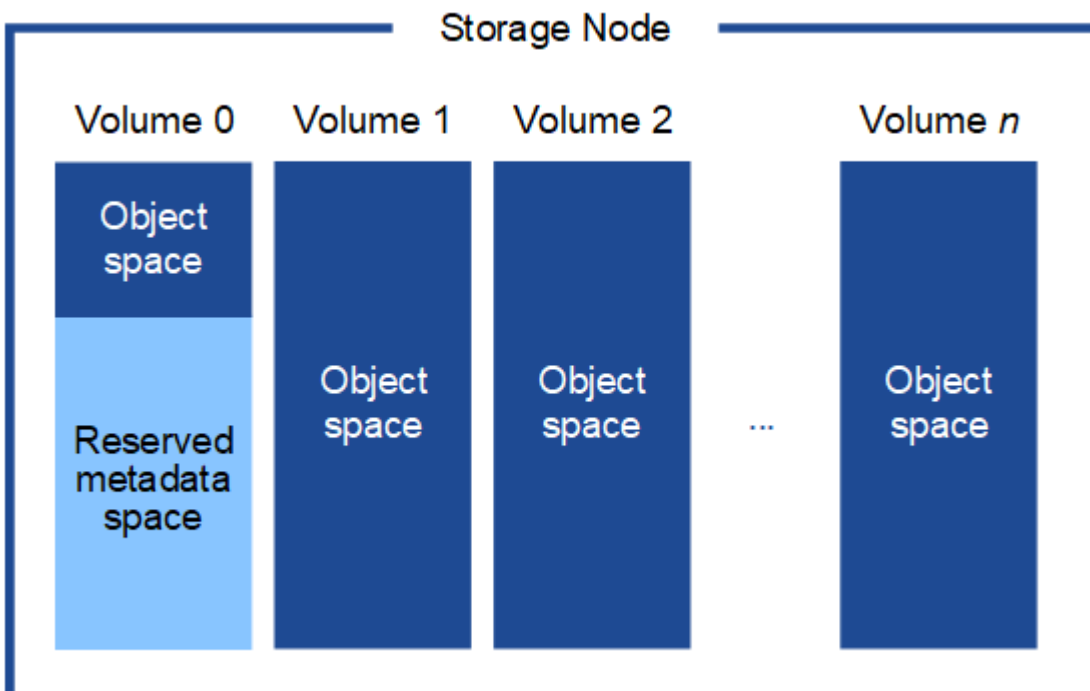 Storage Node
Volume 0
Volume 1
Volume 2
Volume n
Object
space
Reserved
metadata
space
Object
space
Object
space
...
Object
space